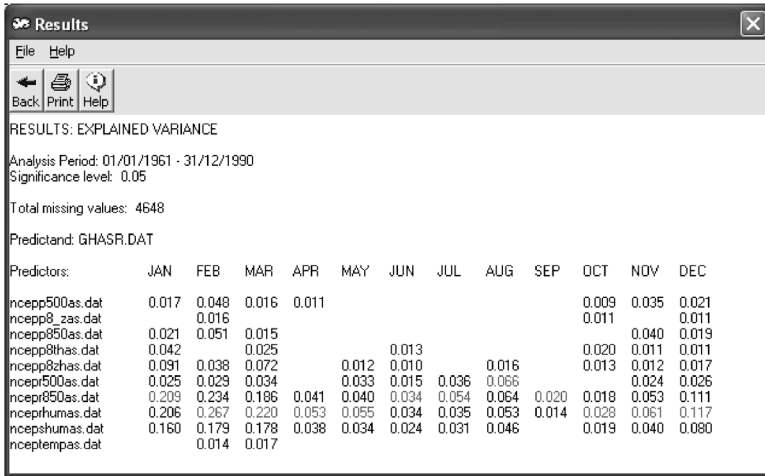 Results
File Help
Back Print Help
RESULTS: EXPLAINED VARIANCE
Analysis Period: 01/01/1961 - 31/12/1990
Significance level: 0.05
Total missing values: 4648
Predictand: GHASR.DAT
Predictors: JAN FEB MAR APR MAY JUN JUL AUG SEP OCT NOV DEC
ncepp500as.dat 0.017 0.048 0.016 0.011 0.009 0.035 0.021
ncepp8_zas.dat 0.016 0.011 0.011
ncepp850as.dat 0.021 0.051 0.015 0.040 0.019
ncepp8thas.dat 0.042 0.025 0.013 0.020 0.011 0.011
ncepp8zhas.dat 0.091 0.038 0.072 0.012 0.010 0.016 0.013 0.012 0.017
ncepr500as.dat 0.025 0.029 0.034 0.033 0.015 0.036 0.066 0.024 0.026
ncepr850as.dat 0.209 0.234 0.186 0.041 0.040 0.034 0.054 0.064 0.020 0.018 0.053 0.111
nceprhumas.dat 0.206 0.267 0.220 0.053 0.055 0.034 0.035 0.053 0.014 0.028 0.061 0.117
ncepshumas.dat 0.160 0.179 0.178 0.038 0.034 0.024 0.031 0.046 0.019 0.040 0.080
nceptempas.dat 0.014 0.017